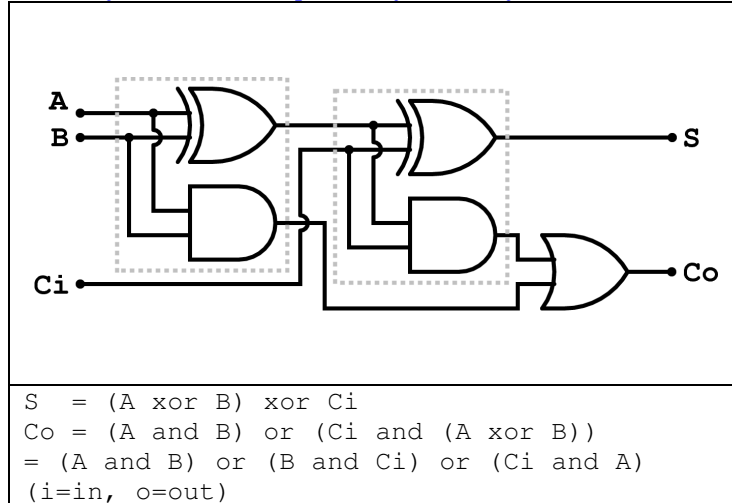 A
B
Ci
S
Co
S = (A xor B) xor Ci
Co = (A and B) or (Ci and (A xor B))
= (A and B) or (B and Ci) or (Ci and A)
(i=in, o=out)